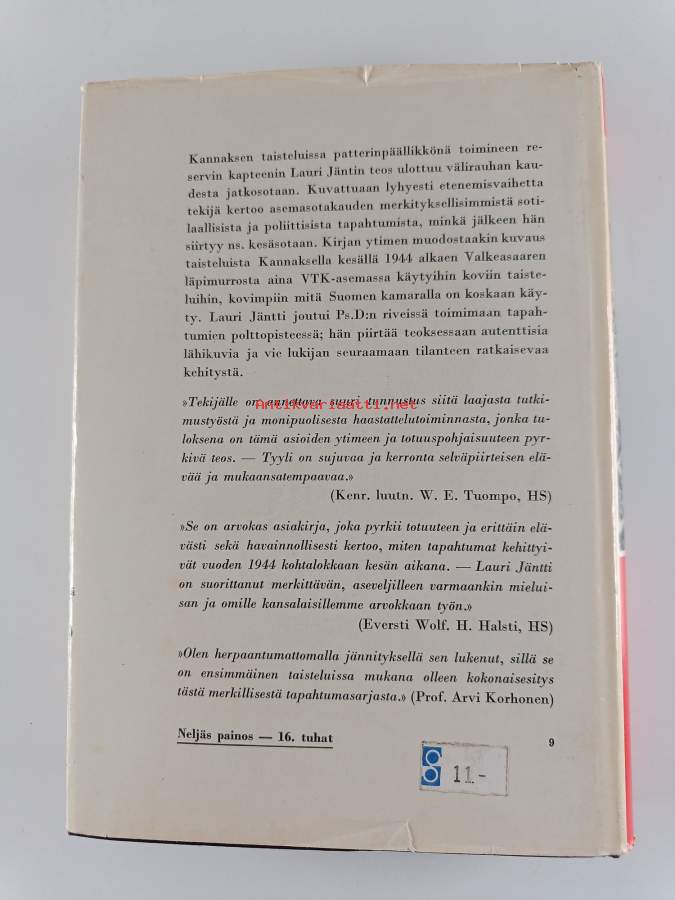 Kannaksen taisteluissa patterinpäällikkönä toimineen re-
servin kapteenin Lauri Jäntin teos ulottuu välirauhan kau-
desta jatkosotaan. Kuvattuaan lyhyesti etenemisvaihetta
tekijä kertoo asemasotakauden merkityksellisimmistä soti-
laallisista ja poliittisista tapahtumista, minkä jälkeen hän
siirtyy ns. kesäsotaan. Kirjan ytimen muodostaakin kuvaus
taisteluista Kannaksella kesällä 1944 alkaen Valkeasaaren
läpimurrosta aina VTK-asemassa käytyihin koviin taiste-
luihin, kovimpiin mitä Suomen kamaralla on koskaan käy-
ty. Lauri Jäntti joutui Ps.D:n riveissä toimimaan tapah-
tumien polttopisteessä; hän piirtää teoksessaan autenttisia
lähikuvia ja vie lukijan seuraamaan tilanteen ratkaisevaa
kehitystä.
»Tekijälle on annettava suuri tunnustus siitä laajasta tutki-
Antikvariaatti.net
mustyöstä ja monipuolisesta haastattelutoiminnasta, jonka tu-
loksena on tämä asioiden ytimeen ja totuuspohjaisuuteen pyr-
kivä teos. — Tyyli on sujuvaa ja kerronta selväpiirteisen elä-
vää ja mukaansatempaavaa.»
(Kenr. luutn. W. E. Tuompo, HS)
»Se on arvokas asiakirja, joka pyrkii totuuteen ja erittäin elä-
västi sekä havainnollisesti kertoo, miten tapahtumat kehittyi-
vät vuoden 1944 kohtalokkaan kesän aikana. — Lauri Jäntti
on suorittanut merkittävän, aseveljilleen varmaankin mielui-
san ja omille kansalaisillemme arvokkaan työn.»
(Eversti Wolf. H. Halsti, HS)
»Olen herpaantumattomalla jännityksellä sen lukenut, sillä se
on ensimmäinen taisteluissa mukana olleen kokonaisesitys
tästä merkillisestä tapahtumasarjasta.» (Prof. Arvi Korhonen)
Neljäs painos — 16. tuhat 9
11.-